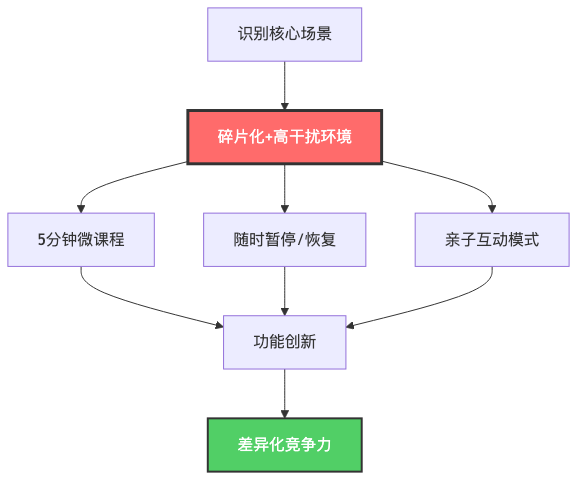 识别核心场景
碎片化+高干扰环境
5分钟微课程
随时暂停/恢复
亲子互动模式
功能创新
差异化竞争力